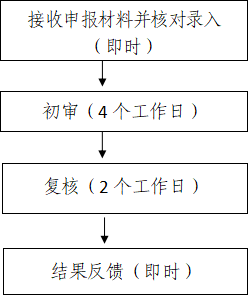 接收申报材料并核对录入
（即时）
初审（4 个工作日）
复核（2 个工作日）
结果反馈（即时）